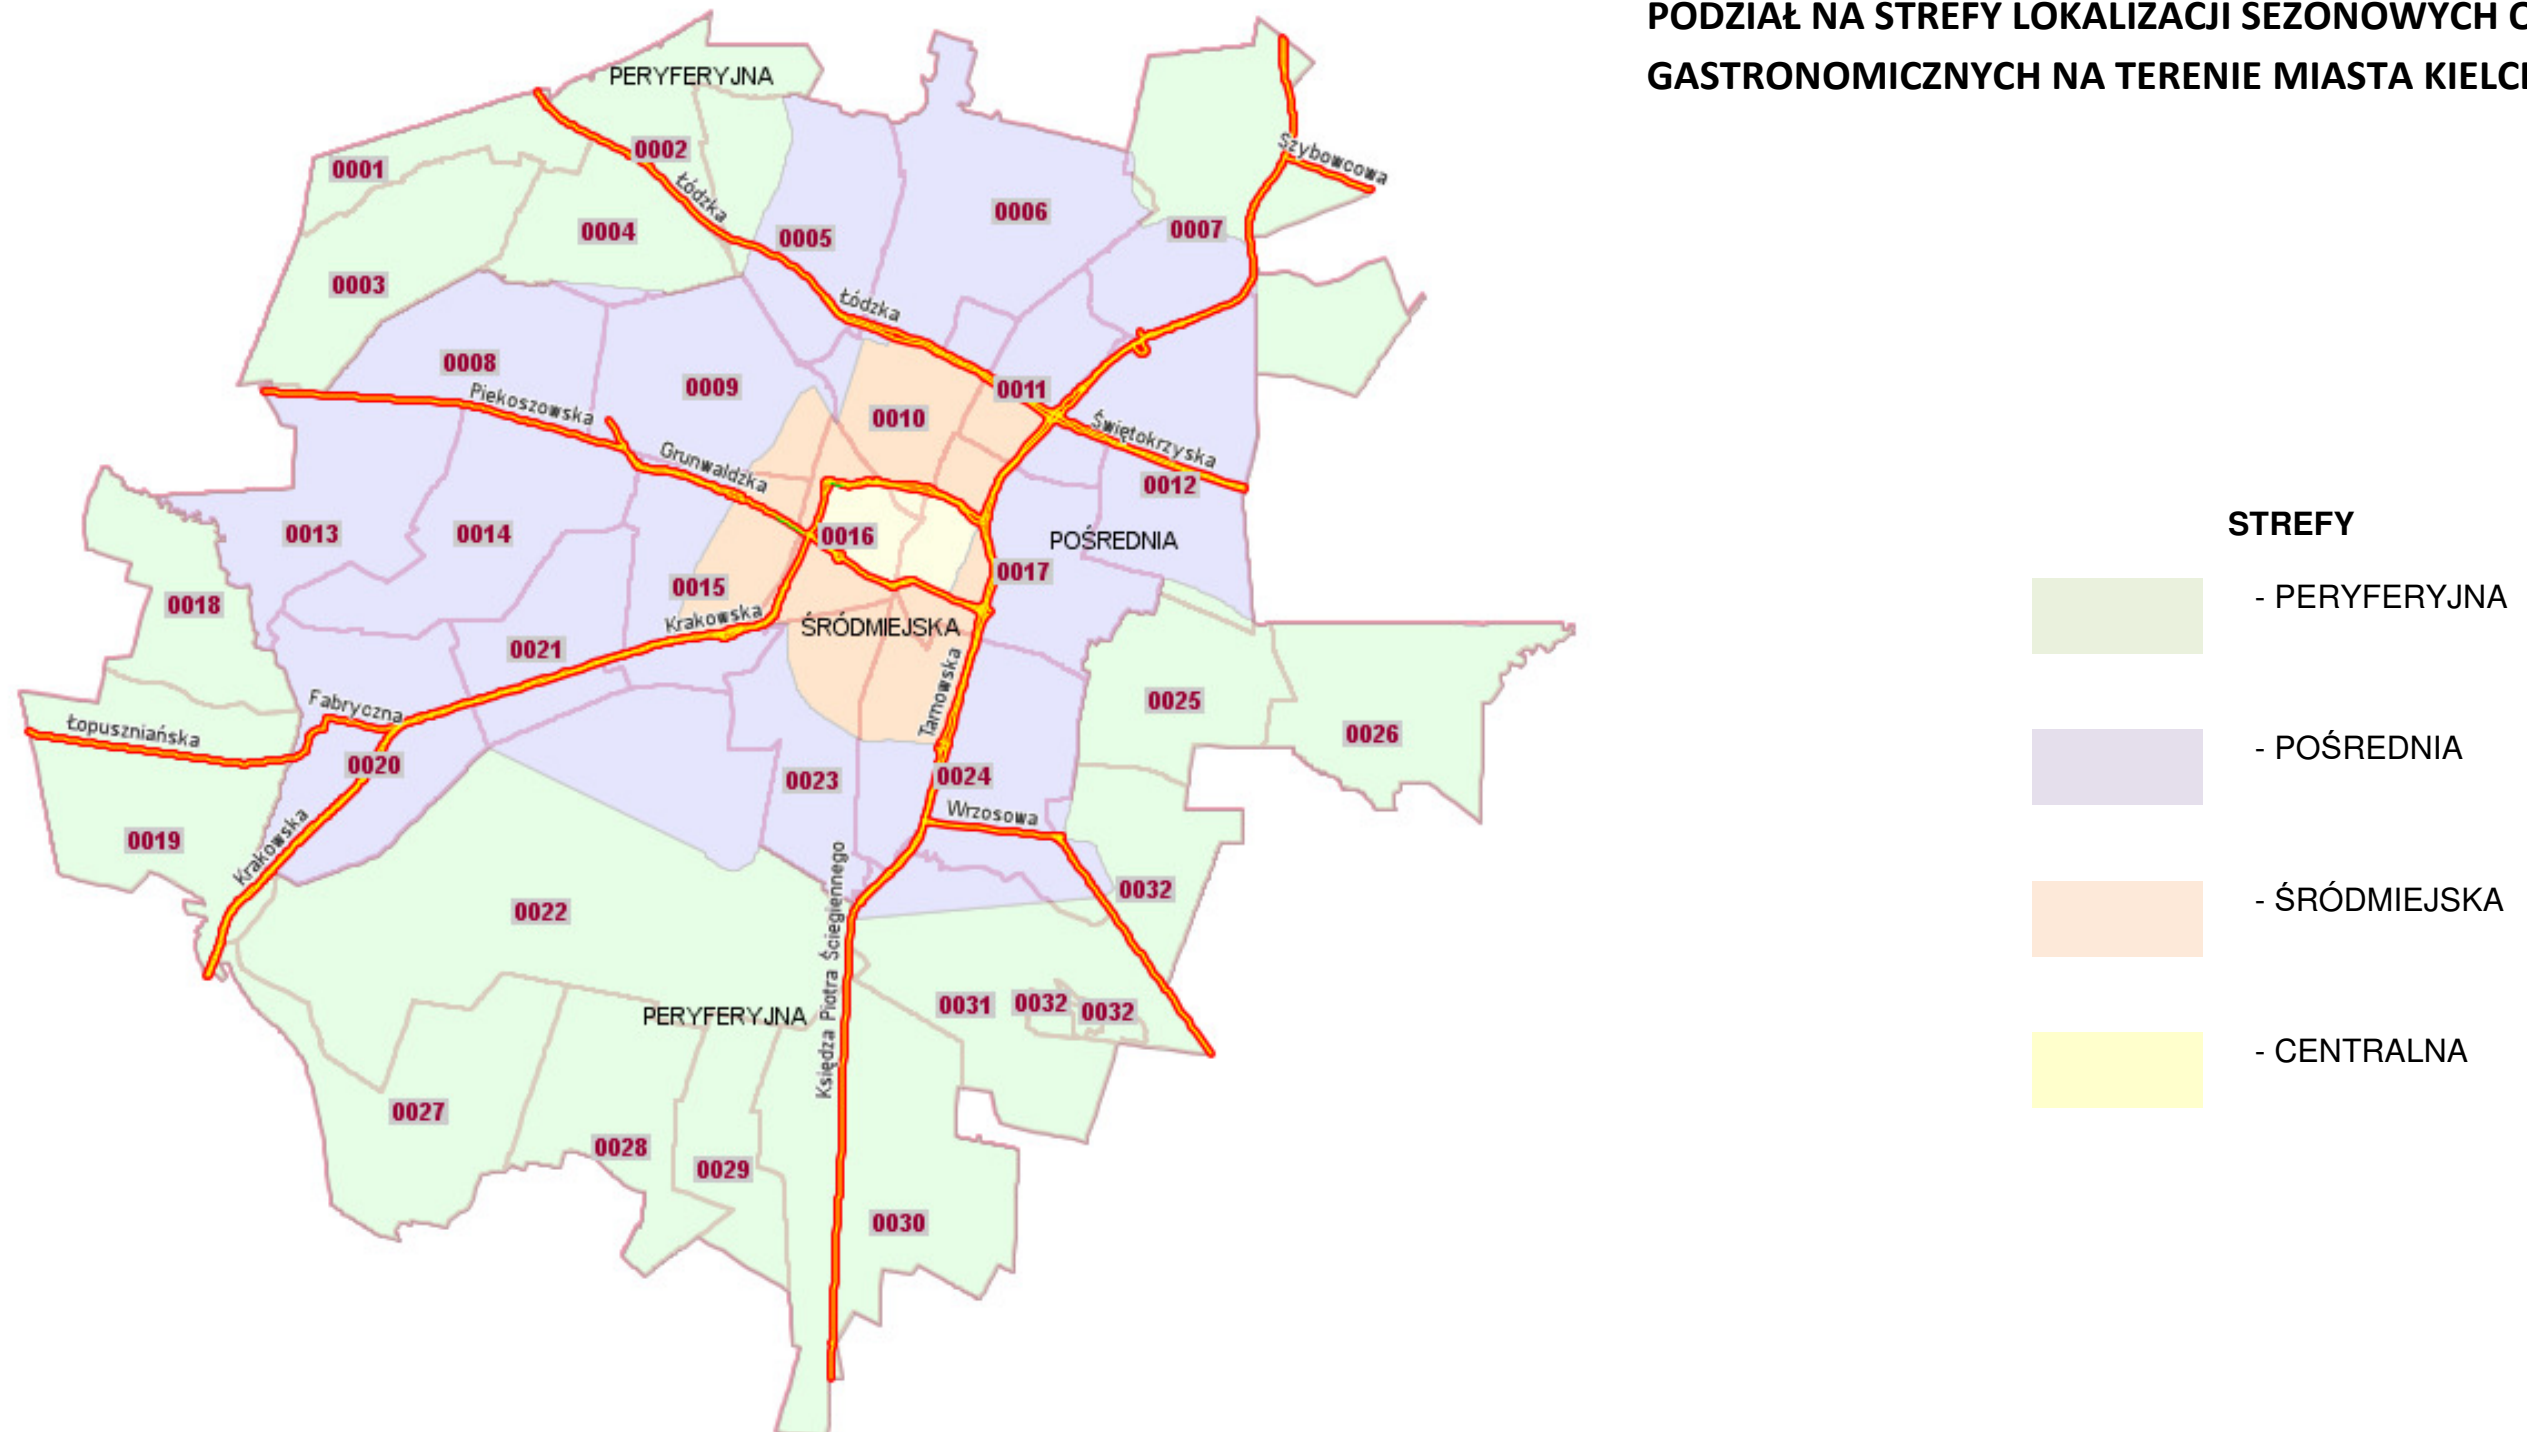 PODZIAŁ NA STREFY LOKALIZACJI SEZONOWYCH
GASTRONOMICZNYCH NA TERENIE MIASTA
PERYFERYJNA
0001
0002
Łódzka
Szybowcowa
0003
0004
0005
0006
0007
Łódzka
0008
Piekoszowska
0009
0010
0011
Świętokrzyska
0012
Grunwaldzka
0013
0014
0015
0016
0017
POŚREDNIA
0018
Krakowska
ŚRÓDMIEJSKA
Tarnowska
0021
Fabryczna
Łopuszniańska
0020
0019
Krakowska
0022
0023
0024
Wrzosowa
0025
0026
0032
Księdza Piotra Ściegiennego
PERYFERYJNA
0031
0032
0032
0027
0028
0029
0030
STREFY
- PERYFERYJNA
- POŚREDNIA
- ŚRÓDMIEJSKA
- CENTRALNA